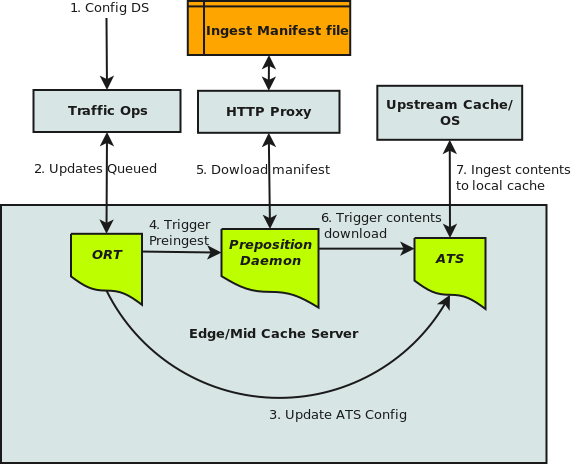 1. Config DS
Ingest Manifest file
Traffic Ops
HTTP Proxy
Upstream Cache/
OS
2. Updates Queued
5. Dowload manifest
7. Ingest contents
to local cache
4. Trigger
Preingest
6. Trigger contents
download
ORT
Preposition
Daemon
ATS
Edge/Mid Cache Server
3. Update ATS Config